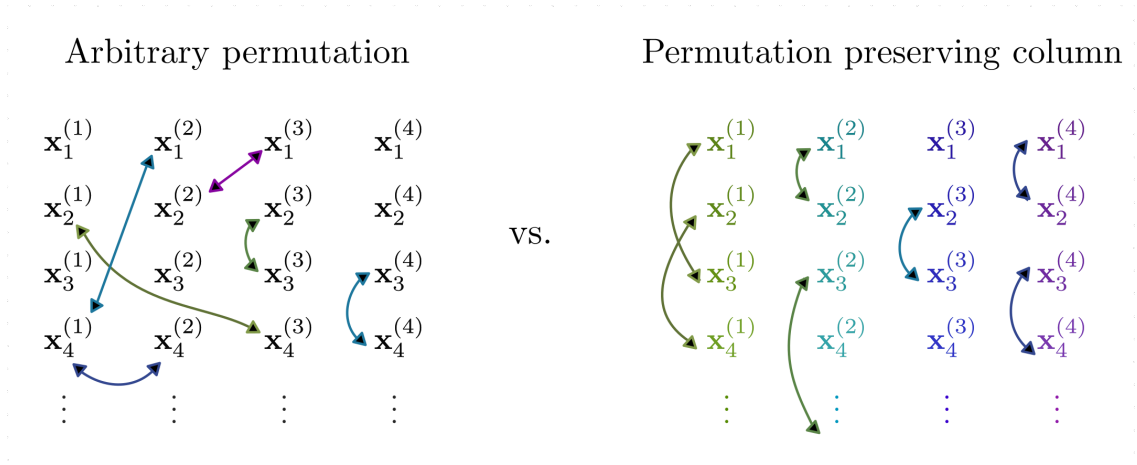 Arbitrary permutation
Permutation preserving column
x_1^{(1)} x_1^{(2)} x_1^{(3)} x_1^{(4)}
x_2^{(1)} x_2^{(2)} x_2^{(3)} x_2^{(4)}
x_3^{(1)} x_3^{(2)} x_3^{(3)} x_3^{(4)}
x_4^{(1)} x_4^{(2)} x_4^{(3)} x_4^{(4)}
⋮ ⋮ ⋮ ⋮
vs.
x_1^{(1)} x_1^{(2)} x_1^{(3)} x_1^{(4)}
x_2^{(1)} x_2^{(2)} x_2^{(3)} x_2^{(4)}
x_3^{(1)} x_3^{(2)} x_3^{(3)} x_3^{(4)}
x_4^{(1)} x_4^{(2)} x_4^{(3)} x_4^{(4)}
⋮ ⋮ ⋮ ⋮